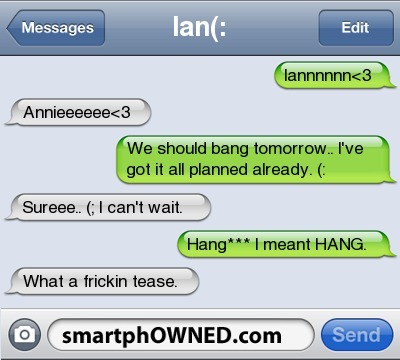 Messages
Ian(:
Edit
Iannnnnn<3
Annieeeeee<3
We should bang tomorrow.. I've
got it all planned already. (:
Sureee.. (; I can't wait.
Hang*** I meant HANG.
What a frickin tease.
smartphOWNED.com
Send